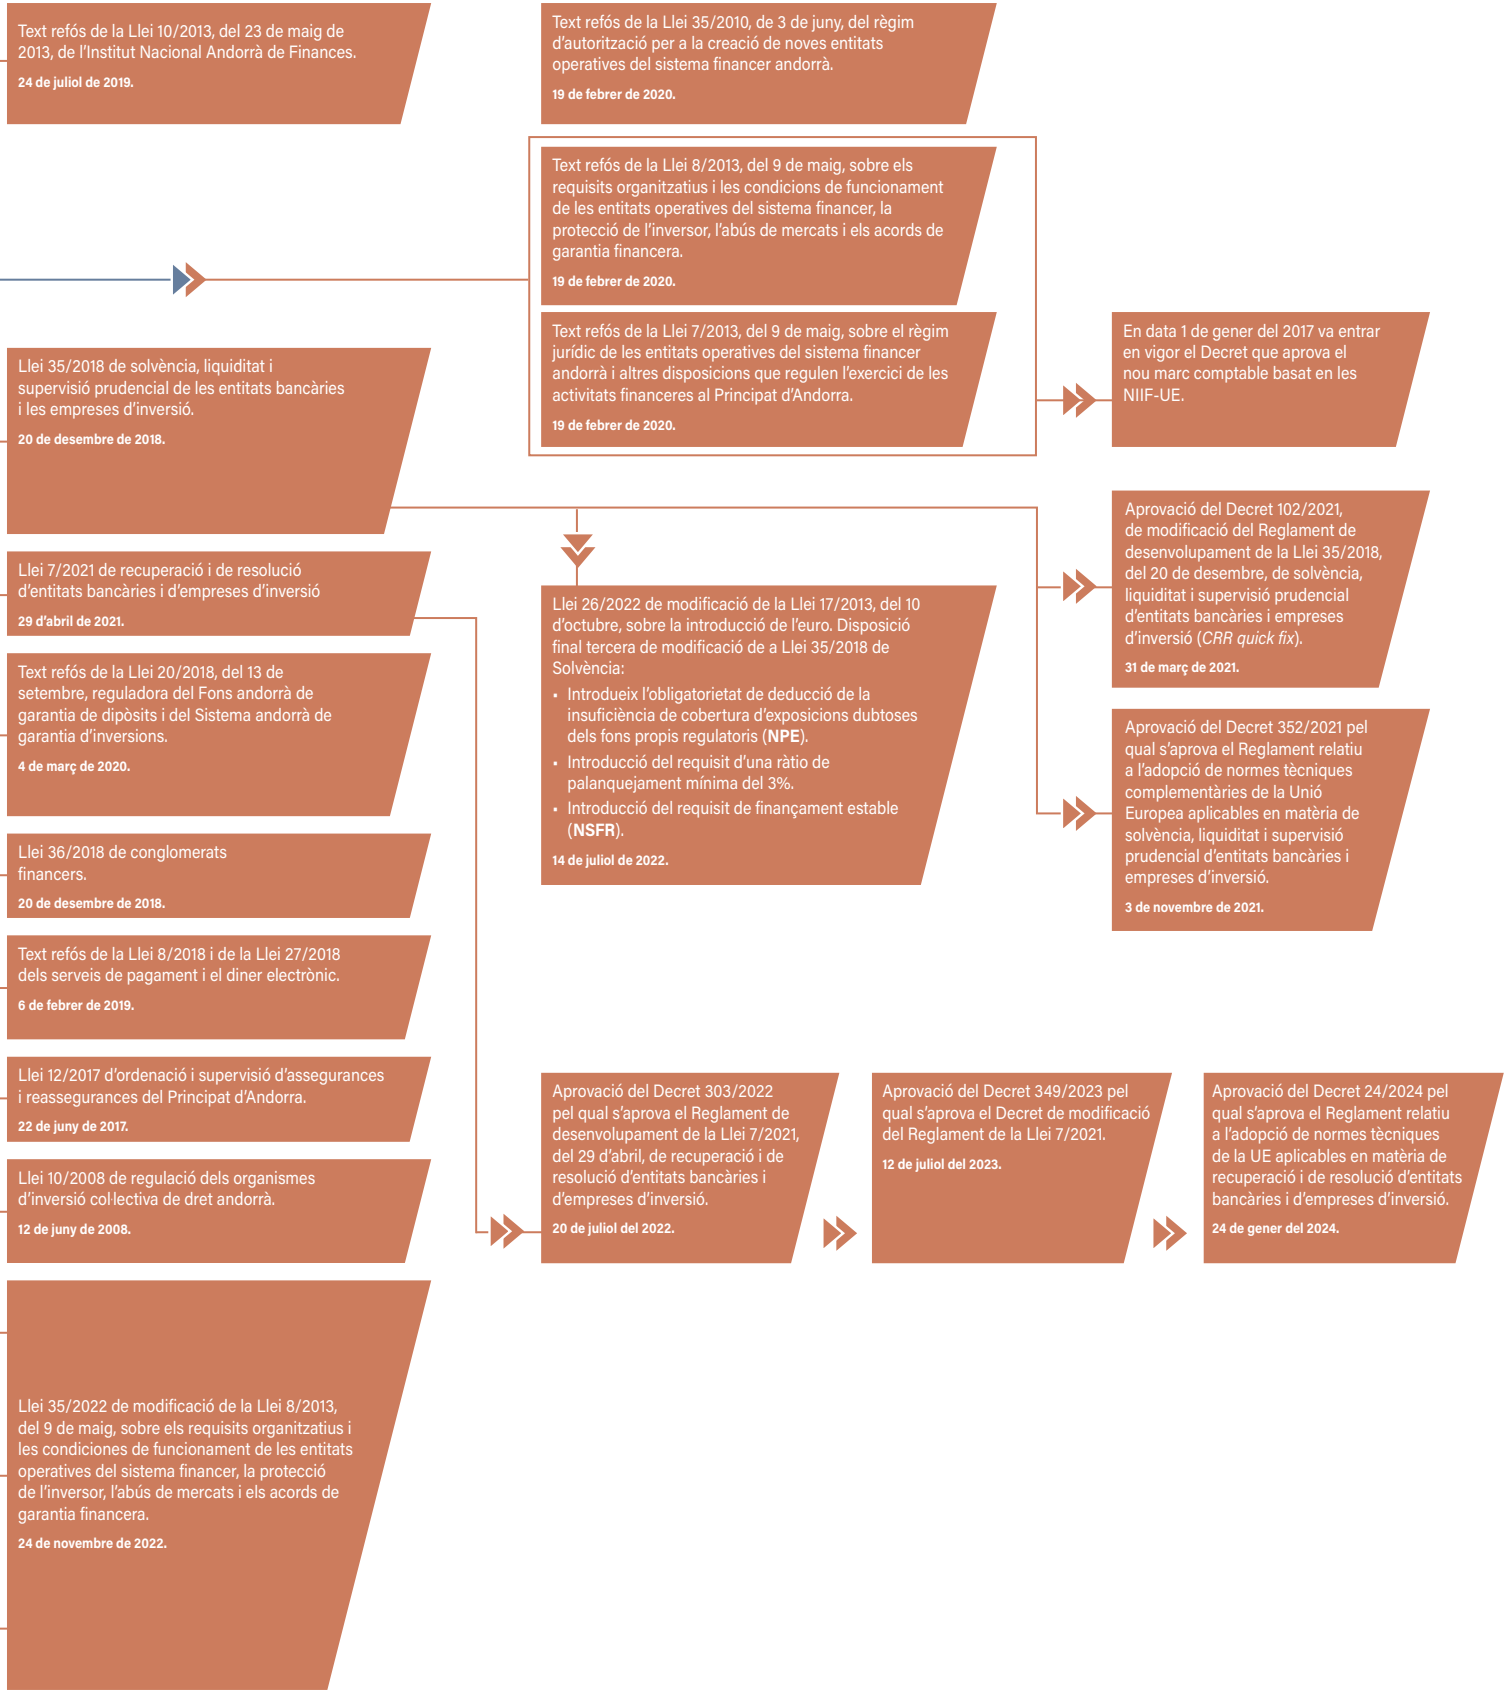 Text refós de la Llei 10/2013, del 23 de maig de
2013, de l’Institut Nacional Andorrà de Finances.
24 de juliol de 2019.
Text refós de la Llei 35/2010, de 3 de juny, del règim
d’autorització per a la creació de noves entitats
operatives del sistema financer andorrà.
19 de febrer de 2020.
Text refós de la Llei 8/2013, del 9 de maig, sobre els
requisits organitzatius i les condicions de funcionament
de les entitats operatives del sistema financer, la
protecció de l’inversor, l’abús de mercats i els acords de
garantia financera.
19 de febrer de 2020.
Text refós de la Llei 7/2013, del 9 de maig, sobre el règim
jurídic de les entitats operatives del sistema financer
andorrà i altres disposicions que regulen l’exercici de les
activitats financeres al Principat d’Andorra.
19 de febrer de 2020.
En data 1 de gener del 2017 va entrar
en vigor el Decret que aprova el
nou marc comptable basat en les
NIIF-UE.
Llei 35/2018 de solvència, liquiditat i
supervisió prudencial de les entitats bancàries
i les empreses d’inversió.
20 de desembre de 2018.
Aprovació del Decret 102/2021,
de modificació del Reglament de
desenvolupament de la Llei 35/2018,
del 20 de desembre, de solvència,
liquiditat i supervisió prudencial
d’entitats bancàries i empreses
d’inversió (CRR quick fix).
31 de març de 2021.
Llei 7/2021 de recuperació i de resolució
d’entitats bancàries i d’empreses d’inversió
29 d’abril de 2021.
Llei 26/2022 de modificació de la Llei 17/2013, del 10
d’octubre, sobre la introducció de l’euro. Disposició
final tercera de modificació de a Llei 35/2018 de
Solvència:
• Introdueix l’obligatorietat de deducció de la
insuficiència de cobertura d’exposicions dubtoses
dels fons propis regulatoris (NPE).
• Introducció del requisit d’una ràtio de
palanquejament mínima del 3%.
• Introducció del requisit de finançament estable
(NSFR).
14 de juliol de 2022.
Text refós de la Llei 20/2018, del 13 de
setembre, reguladora del Fons andorrà de
garantia de dipòsits i del Sistema andorrà de
garantia d’inversions.
4 de març de 2020.
Aprovació del Decret 352/2021 pel
qual s’aprova el Reglament relatiu
a l’adopció de normes tècniques
complementàries de la Unió
Europea aplicables en matèria de
solvència, liquiditat i supervisió
prudencial d’entitats bancàries i
empreses d’inversió.
3 de novembre de 2021.
Llei 36/2018 de conglomerats
financers.
20 de desembre de 2018.
Text refós de la Llei 8/2018 i de la Llei 27/2018
dels serveis de pagament i el diner electrònic.
6 de febrer de 2019.
Llei 12/2017 d’ordenació i supervisió d’assegurances
i reassegurances del Principat d’Andorra.
22 de juny de 2017.
Llei 10/2008 de regulació dels organismes
d’inversió col·lectiva de dret andorrà.
12 de juny de 2008.
Aprovació del Decret 303/2022
pel qual s’aprova el Reglament de
desenvolupament de la Llei 7/2021,
del 29 d’abril, de recuperació i de
resolució d’entitats bancàries i
d’empreses d’inversió.
20 de juliol del 2022.
Aprovació del Decret 349/2023 pel
qual s’aprova el Decret de modificació
del Reglament de la Llei 7/2021.
12 de juliol del 2023.
Aprovació del Decret 24/2024 pel
qual s’aprova el Reglament relatiu
a l’adopció de normes tècniques
de la UE aplicables en matèria de
recuperació i de resolució d’entitats
bancàries i d’empreses d’inversió.
24 de gener del 2024.
Llei 35/2022 de modificació de la Llei 8/2013,
del 9 de maig, sobre els requisits organitzatius i
les condiciones de funcionament de les entitats
operatives del sistema financer, la protecció
de l’inversor, l’abús de mercats i els acords de
garantia financera.
24 de novembre de 2022.